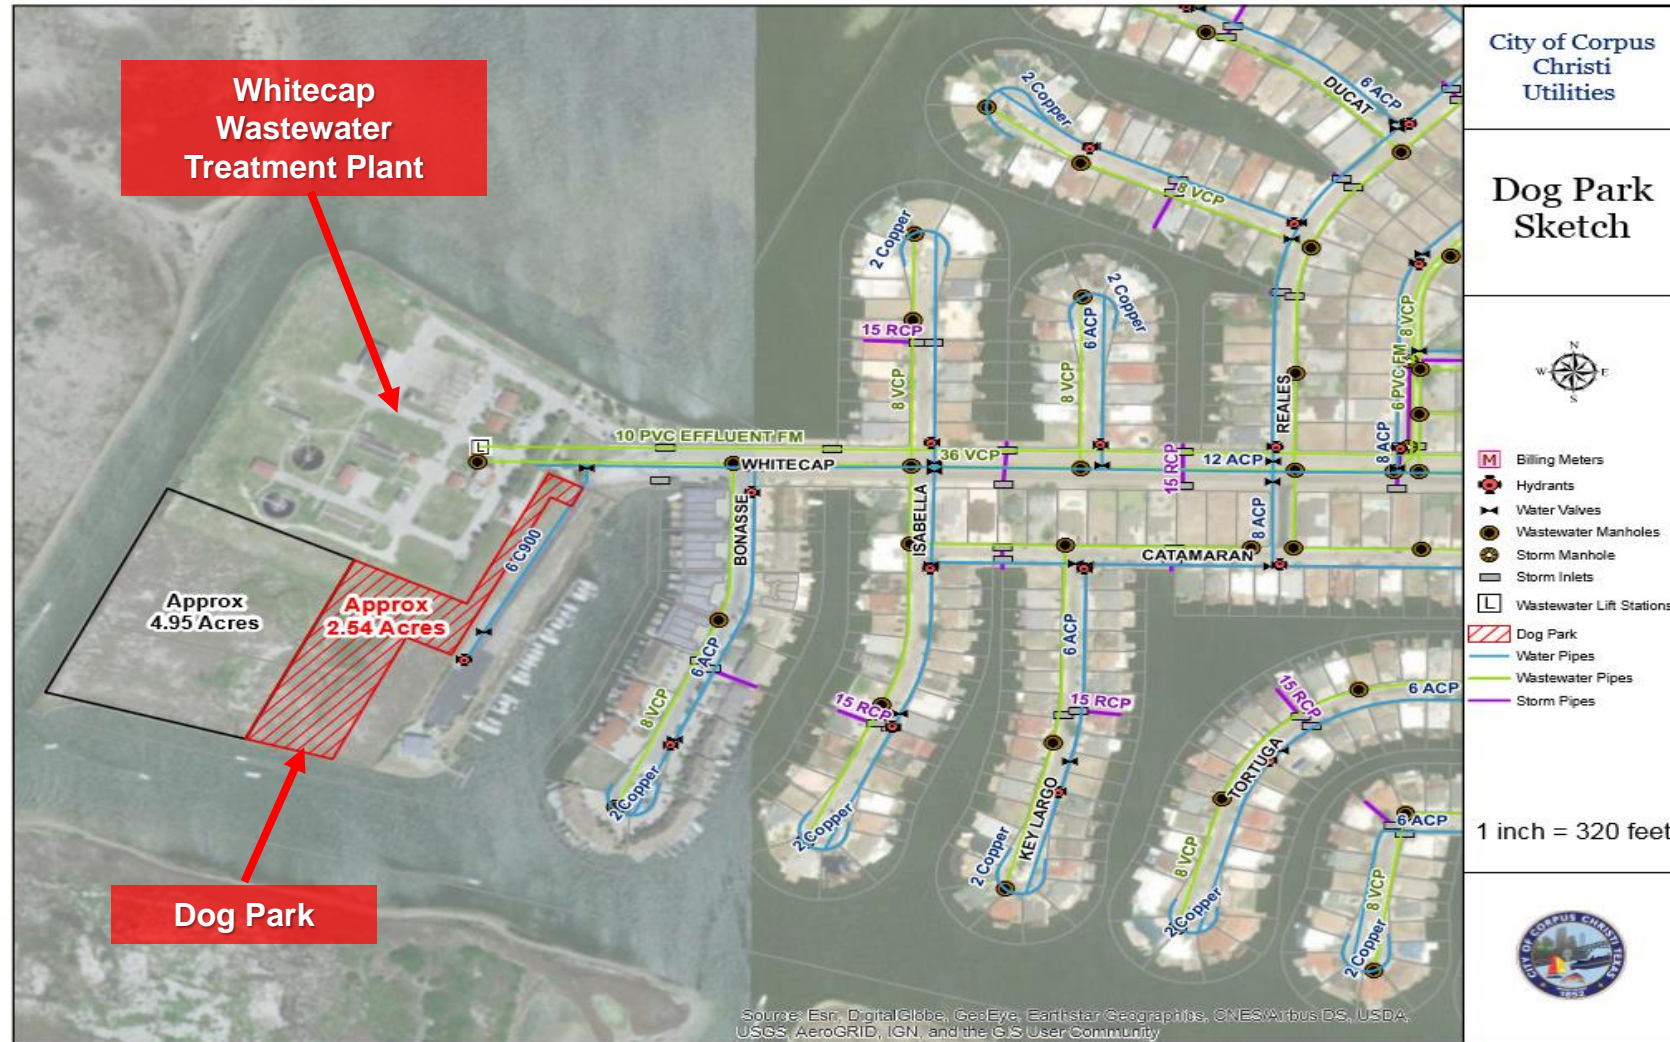 Whitecap
Wastewater
Treatment Plant
Dog Park
Approx
4.95 Acres
Approx
2.54 Acres
6 C900
L
10 PVC EFFLUENT FM
WHITECAP
36 VCP
12 ACP
15 RCP
BONASSE
6 ACP
8 VCP
2 Copper
2 Copper
15 RCP
8 VCP
ISABELLA
15 RCP
2 Copper
2 Copper
6 ACP
8 VCP
CATAMARAN
6 ACP
15 RCP
KEY LARGO
2 Copper
2 Copper
8 VCP
DUCAT
6 ACP
REALES
8 ACP
8 ACP
6 PVC FM
8 VCP
15 RCP
6 ACP
TORTUGA
8 VCP
2 Copper
6 ACP
8 VCP
2 Copper
Source: Esri, DigitalGlobe, GeoEye, Earthstar Geographics, CNES/Airbus DS, USDA,
USGS, AeroGRID, IGN, and the GIS User Community
City of Corpus
Christi
Utilities
Dog Park
Sketch
N
W E
S
M Billing Meters
Hydrants
Water Valves
Wastewater Manholes
Storm Manhole
Storm Inlets
L Wastewater Lift Stations
Dog Park
Water Pipes
Wastewater Pipes
Storm Pipes
1 inch = 320 feet
CITY OF CORPUS CHRISTI TEXAS
1852